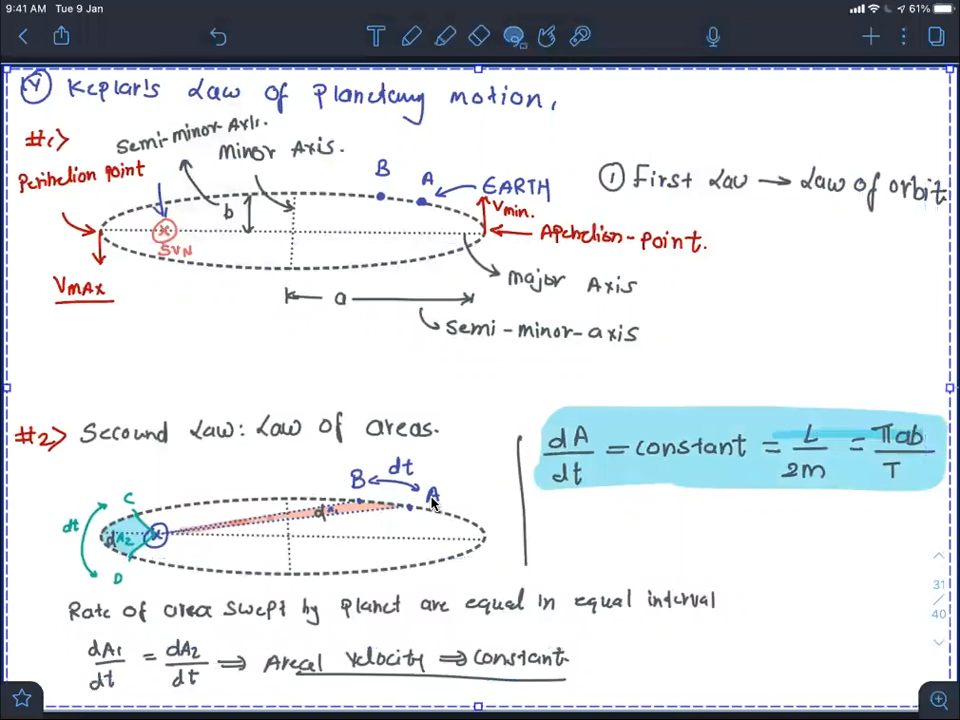 9:41 AM Tue 9 Jan
61%
IV Keplar's Law of planetary motion,
#1>
Semi-minor-Axis.
Minor Axis.
Perihelion point
B
A
EARTH
① First Law → Law of orbit
b
Vmin.
SUN
Aphelion-point.
VMAX
major Axis
a
Semi-minor-axis
#2> Secound Law: Law of areas.
dA/dt = constant = L/2m = πab/T
dt
B
A
C
dt
dA2
D
Rate of area swept by planet are equal in equal interval
dA1/dt = dA2/dt ⇒ Areal velocity ⇒ constant
31
/
40